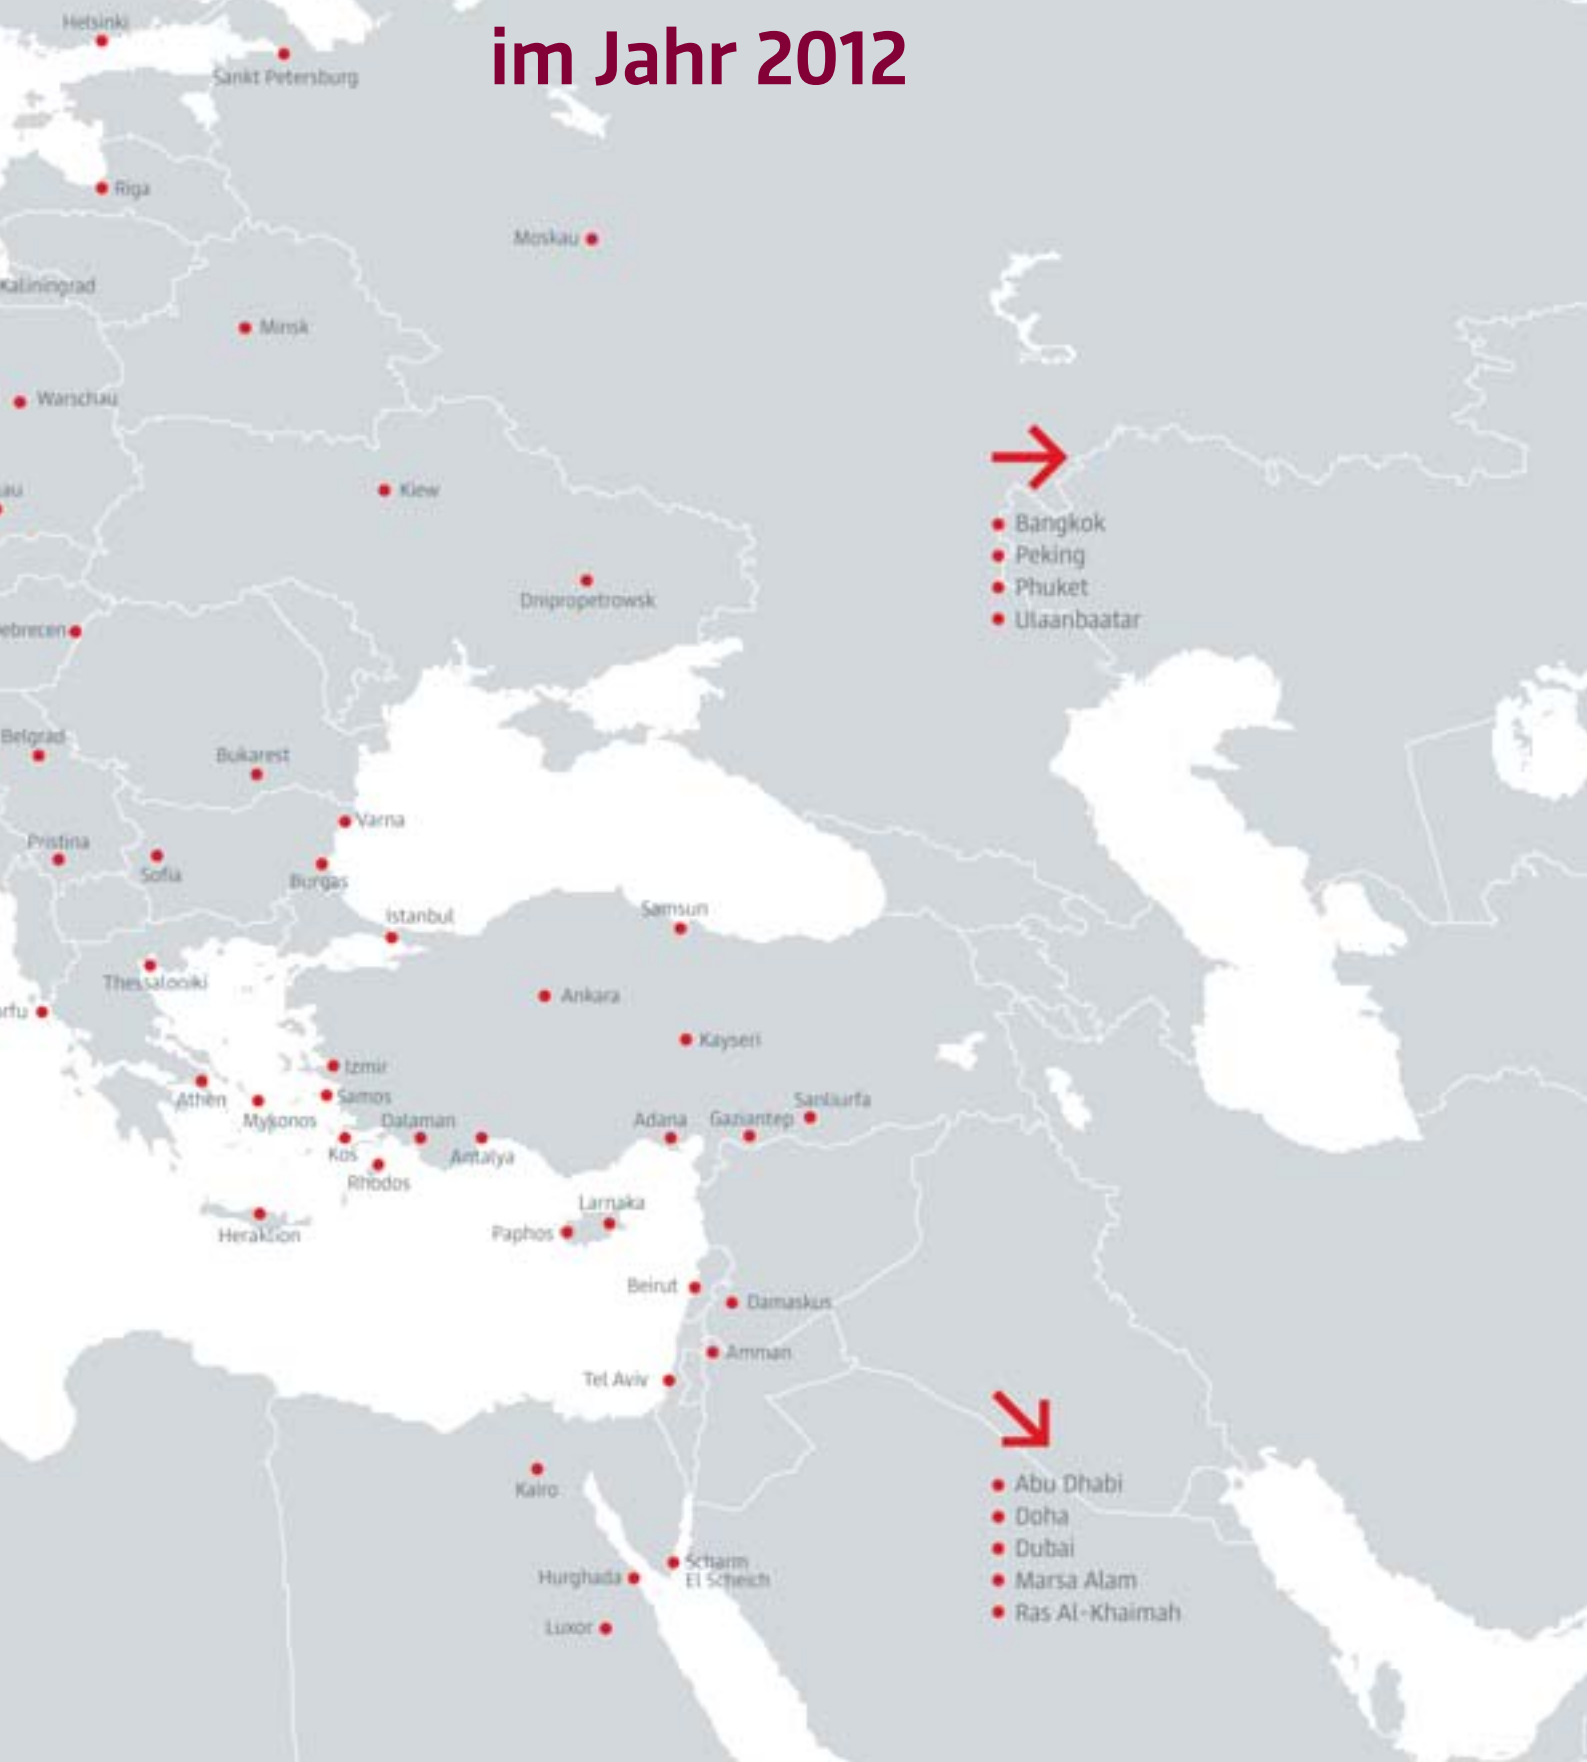 im Jahr 2012
Helsinki
Sankt Petersburg
Riga
Moskau
Kaliningrad
Minsk
Warschau
au
Kiew
Bangkok
Peking
Phuket
Ulaanbaatar
Dnipropetrowsk
ebrecen
Belgrad
Bukarest
Varna
Pristina
Sofia
Burgas
Istanbul
Samsun
Thessaloniki
Ankara
rfu
Kayseri
Izmir
Athen
Samos
Mykonos
Dalaman
Adana
Gaziantep
Sanliurfa
Kos
Antalya
Rhodos
Larnaka
Paphos
Heraklion
Beirut
Damaskus
Amman
Tel Aviv
Kairo
Abu Dhabi
Doha
Dubai
Marsa Alam
Ras Al-Khaimah
Scharm
El Scheich
Hurghada
Luxor